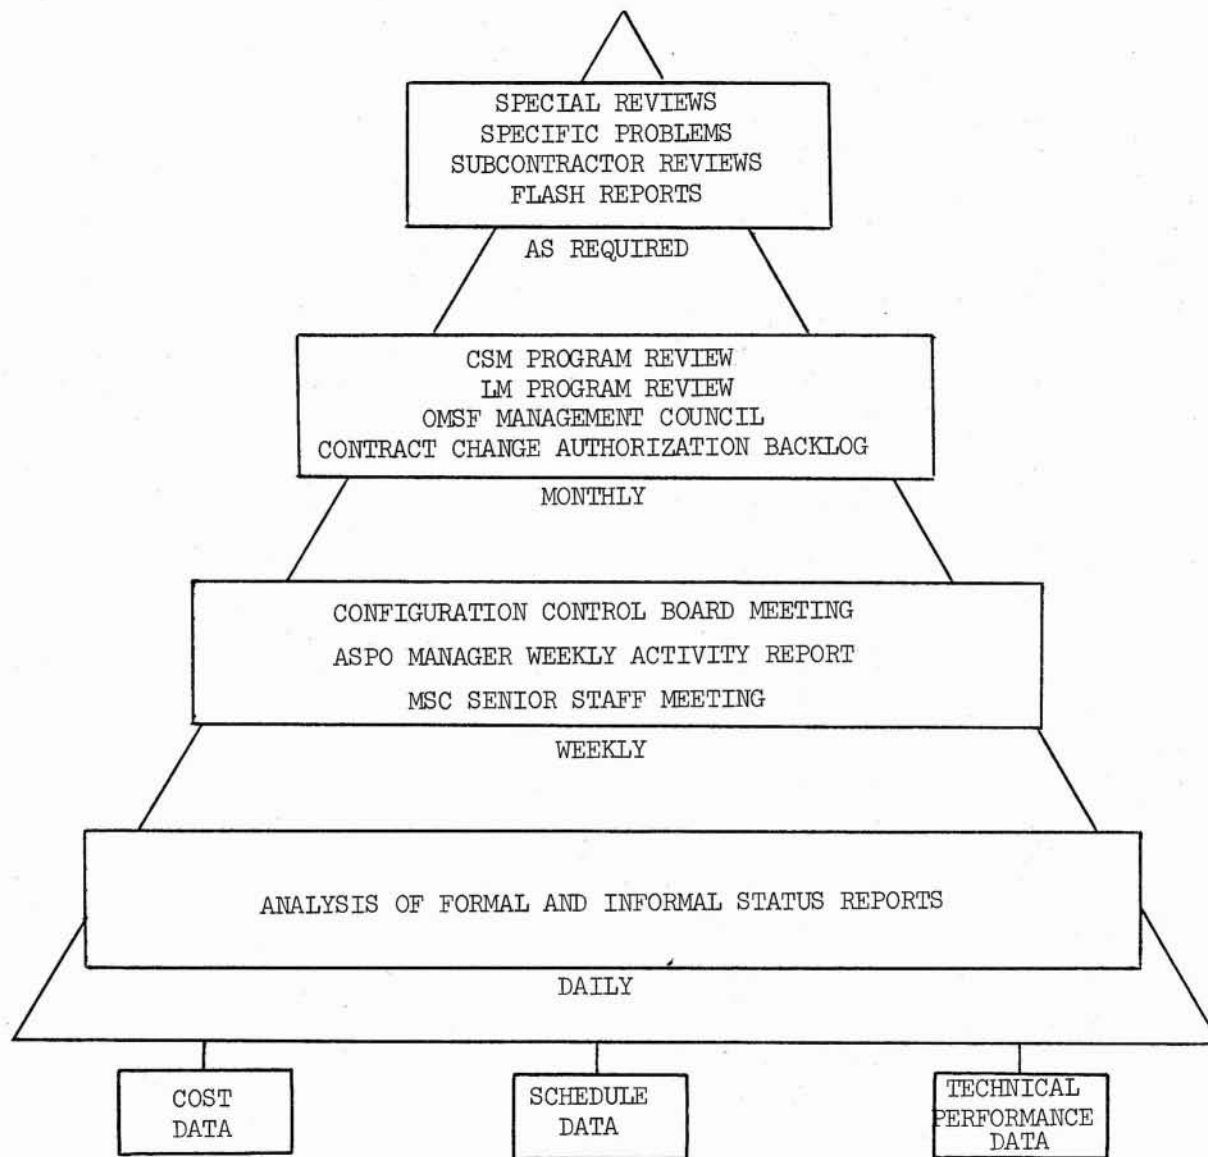 SPECIAL REVIEWS
SPECIFIC PROBLEMS
SUBCONTRACTOR REVIEWS
FLASH REPORTS
AS REQUIRED
CSM PROGRAM REVIEW
LM PROGRAM REVIEW
OMSF MANAGEMENT COUNCIL
CONTRACT CHANGE AUTHORIZATION BACKLOG
MONTHLY
CONFIGURATION CONTROL BOARD MEETING
ASPO MANAGER WEEKLY ACTIVITY REPORT
MSC SENIOR STAFF MEETING
WEEKLY
ANALYSIS OF FORMAL AND INFORMAL STATUS REPORTS
DAILY
COST
DATA
SCHEDULE
DATA
TECHNICAL
PERFORMANCE
DATA